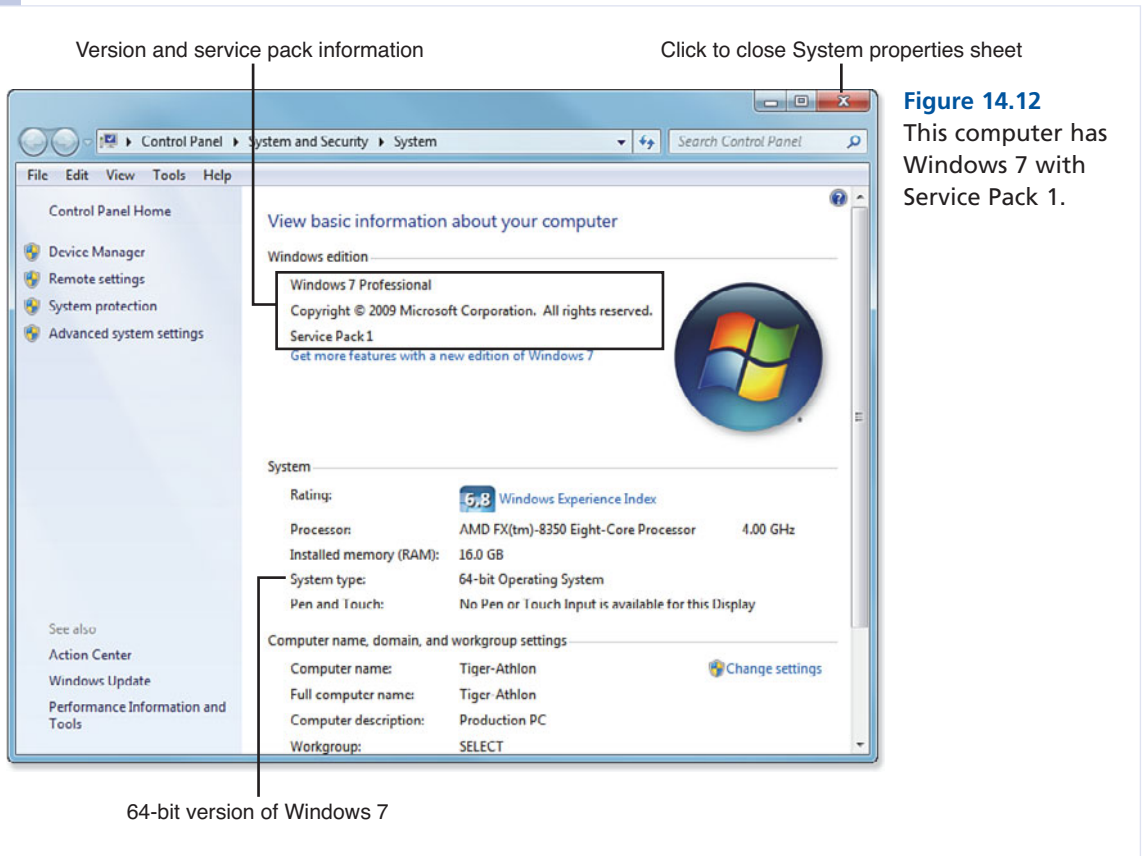 Version and service pack information
Click to close System properties sheet
Figure 14.12
This computer has
Windows 7 with
Service Pack 1.
Control Panel
System and Security
System
Search Control Panel
File Edit View Tools Help
Control Panel Home
Device Manager
Remote settings
System protection
Advanced system settings
See also
Action Center
Windows Update
Performance Information and
Tools
View basic information about your computer
Windows edition
Windows 7 Professional
Copyright © 2009 Microsoft Corporation. All rights reserved.
Service Pack 1
Get more features with a new edition of Windows 7
System
Rating: 6,8 Windows Experience Index
Processor: AMD FX(tm)-8350 Eight-Core Processor 4.00 GHz
Installed memory (RAM): 16.0 GB
System type: 64-bit Operating System
Pen and Touch: No Pen or Touch Input is available for this Display
Computer name, domain, and workgroup settings
Computer name: Tiger-Athlon
Change settings
Full computer name: Tiger-Athlon
Computer description: Production PC
Workgroup: SELECT
64-bit version of Windows 7